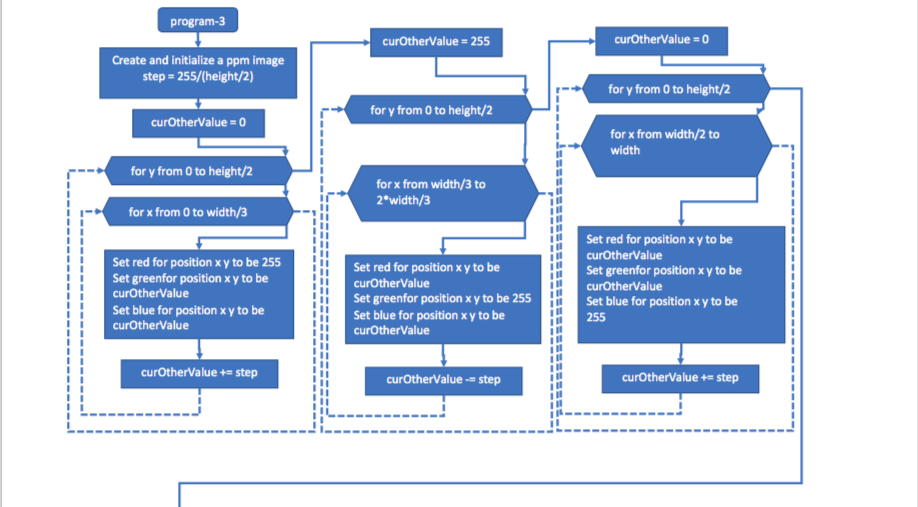 program-3
Create and initialize a ppm image
step = 255/(height/2)
curOtherValue = 0
for y from 0 to height/2
for x from 0 to width/3
Set red for position x y to be 255
Set greenfor position x y to be
curOtherValue
Set blue for position x y to be
curOtherValue
curOtherValue += step
curOtherValue = 255
for y from 0 to height/2
for x from width/3 to
2*width/3
Set red for position x y to be
curOtherValue
Set greenfor position x y to be 255
Set blue for position x y to be
curOtherValue
curOtherValue -= step
curOtherValue = 0
for y from 0 to height/2
for x from width/2 to
width
Set red for position x y to be
curOtherValue
Set greenfor position x y to be
curOtherValue
Set blue for position x y to be
255
curOtherValue += step